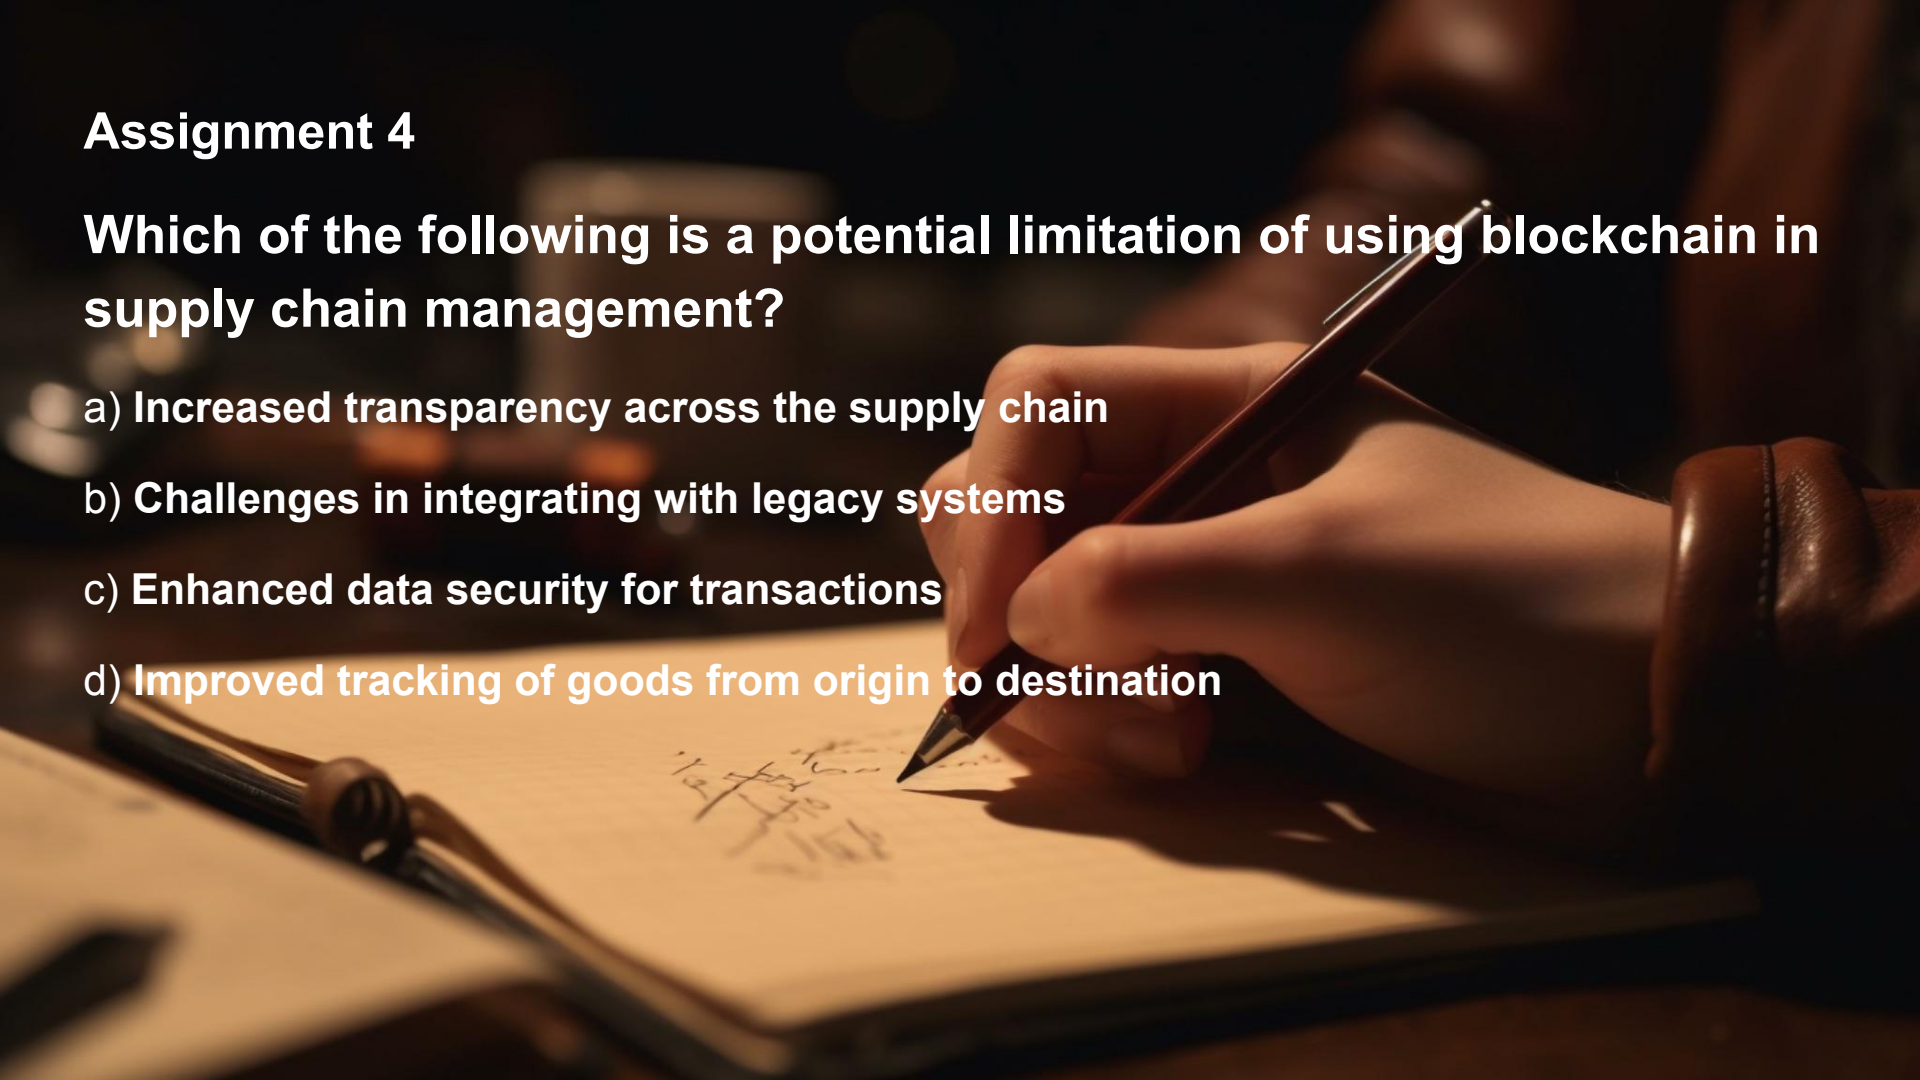 Assignment 4
Which of the following is a potential limitation of using blockchain in
supply chain management?
a) Increased transparency across the supply chain
b) Challenges in integrating with legacy systems
c) Enhanced data security for transactions
d) Improved tracking of goods from origin to destination